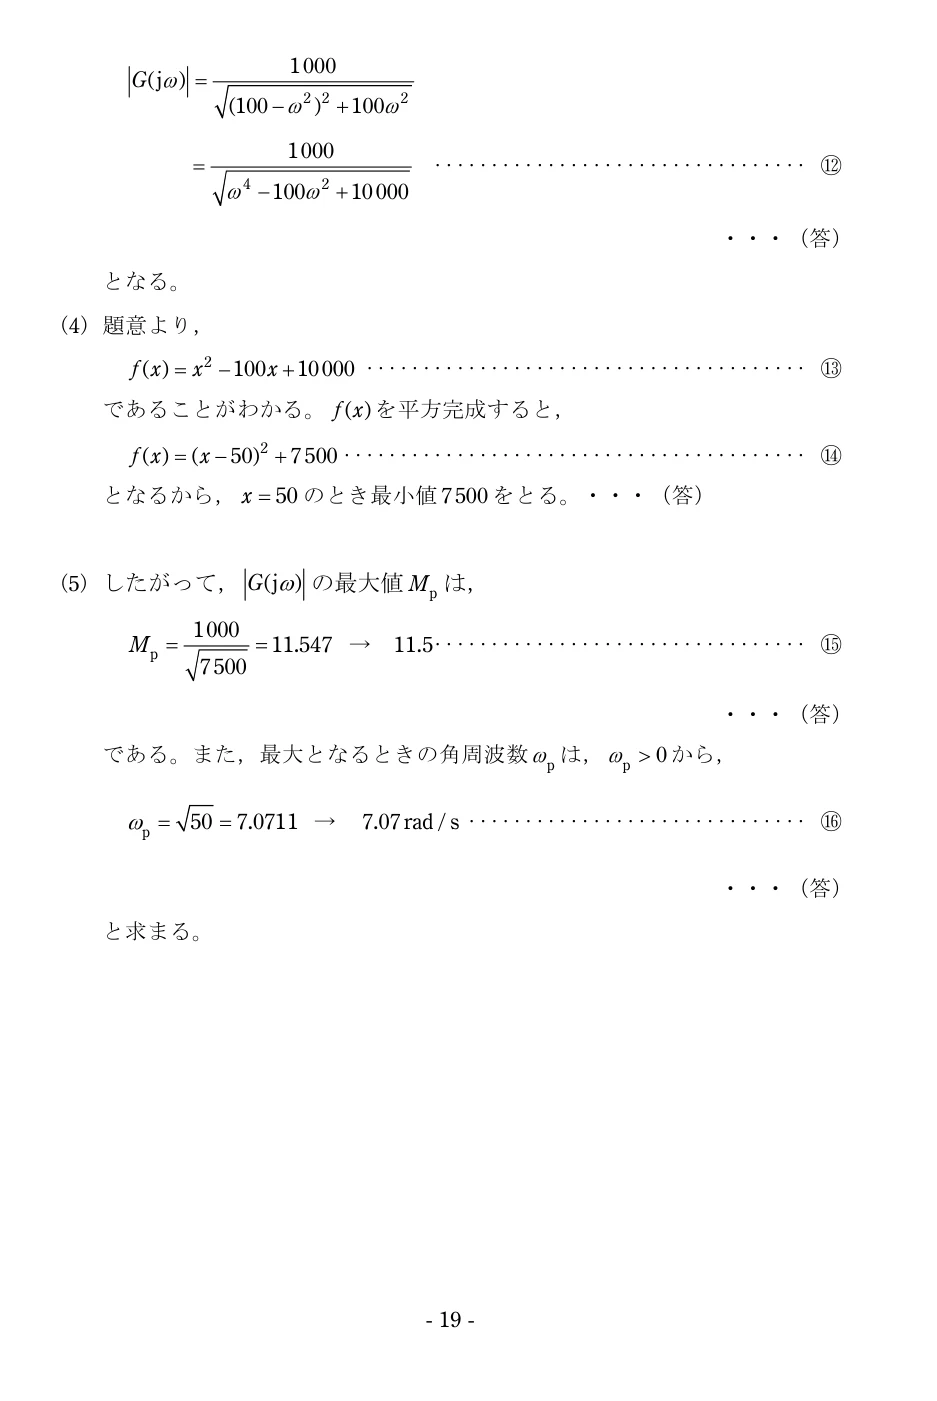 |G(jω)| = 1000 / √((100 − ω²)² + 100ω²)
= 1000 / √(ω⁴ − 100ω² + 10000) ································· ⑫
・・・（答）
となる。
(4) 題意より，
f(x) = x² − 100x + 10000 ······································· ⑬
であることがわかる。f(x)を平方完成すると，
f(x) = (x − 50)² + 7500 ········································· ⑭
となるから，x = 50 のとき最小値 7500 をとる。・・・（答）
(5) したがって，|G(jω)| の最大値 Mₚ は，
Mₚ = 1000 / √7500 = 11.547 → 11.5 ································· ⑮
・・・（答）
である。また，最大となるときの角周波数 ωₚ は，ωₚ > 0 から，
ωₚ = √50 = 7.0711 → 7.07 rad / s ······························ ⑯
・・・（答）
と求まる。
- 19 -